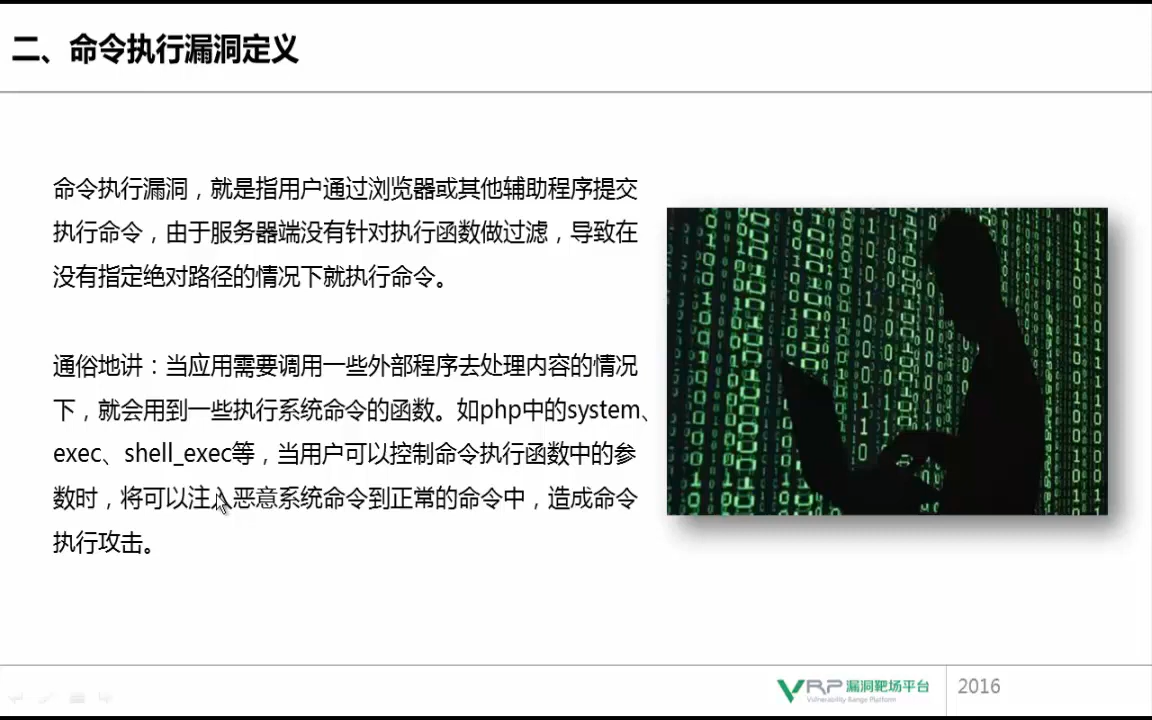 二、命令执行漏洞定义
命令执行漏洞，就是指用户通过浏览器或其他辅助程序提交
执行命令，由于服务器端没有针对执行函数做过滤，导致在
没有指定绝对路径的情况下就执行命令。
通俗地讲：当应用需要调用一些外部程序去处理内容的情况
下，就会用到一些执行系统命令的函数。如php中的system、
exec、shell_exec等，当用户可以控制命令执行函数中的参
数时，将可以注入恶意系统命令到正常的命令中，造成命令
执行攻击。
VRP 漏洞靶场平台
Vulnerability Range Platform
2016